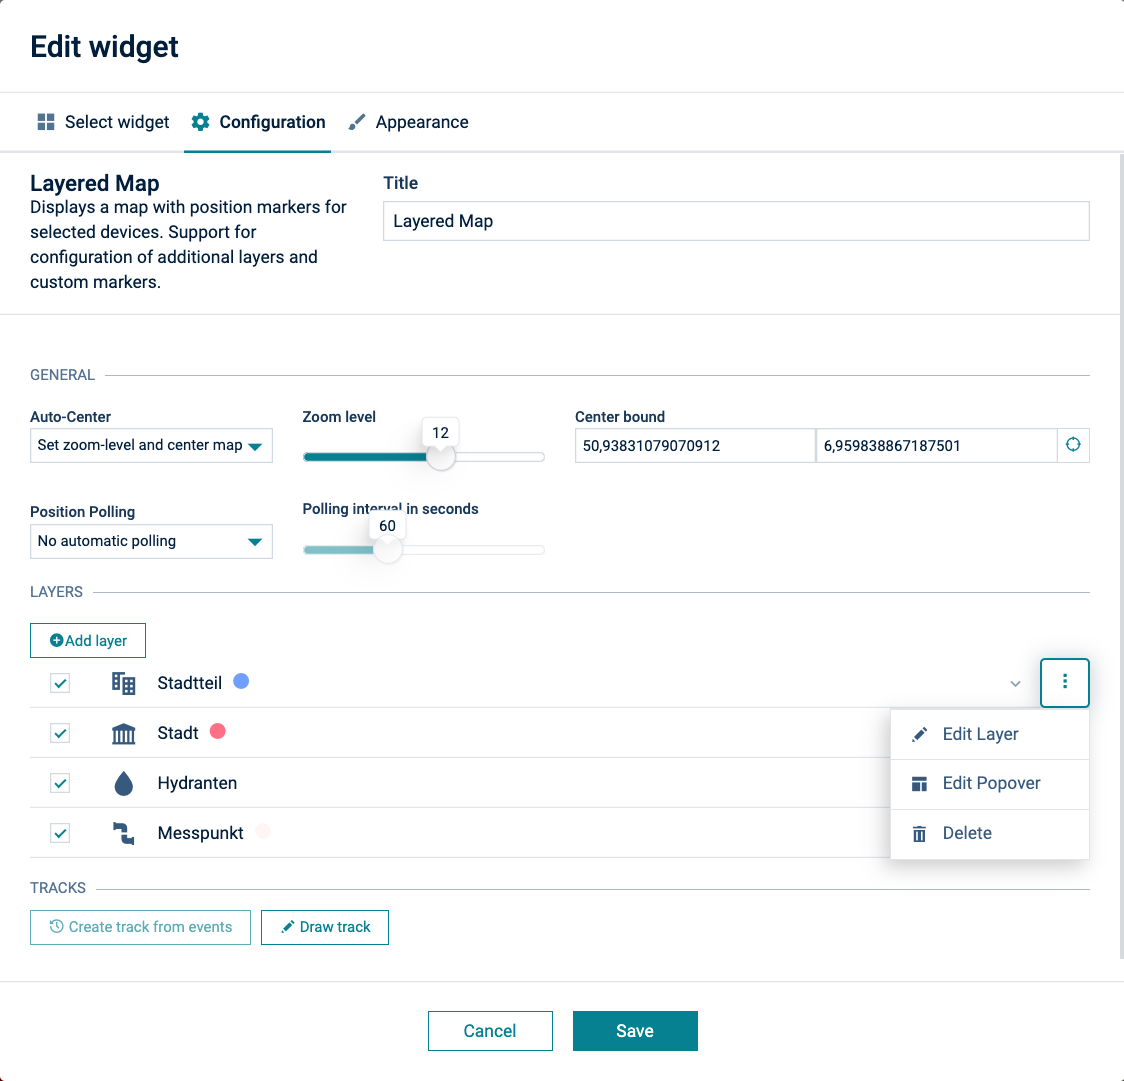 Edit widget
Select widget
Configuration
Appearance
Layered Map
Displays a map with position markers for
selected devices. Support for
configuration of additional layers and
custom markers.
Title
Layered Map
GENERAL
Auto-Center
Set zoom-level and center map
Zoom level
12
Center bound
50,93831079070912
6,959838867187501
Position Polling
No automatic polling
Polling interval in seconds
60
LAYERS
Add layer
Stadtteil
Stadt
Hydranten
Messpunkt
Edit Layer
Edit Popover
Delete
TRACKS
Create track from events
Draw track
Cancel
Save